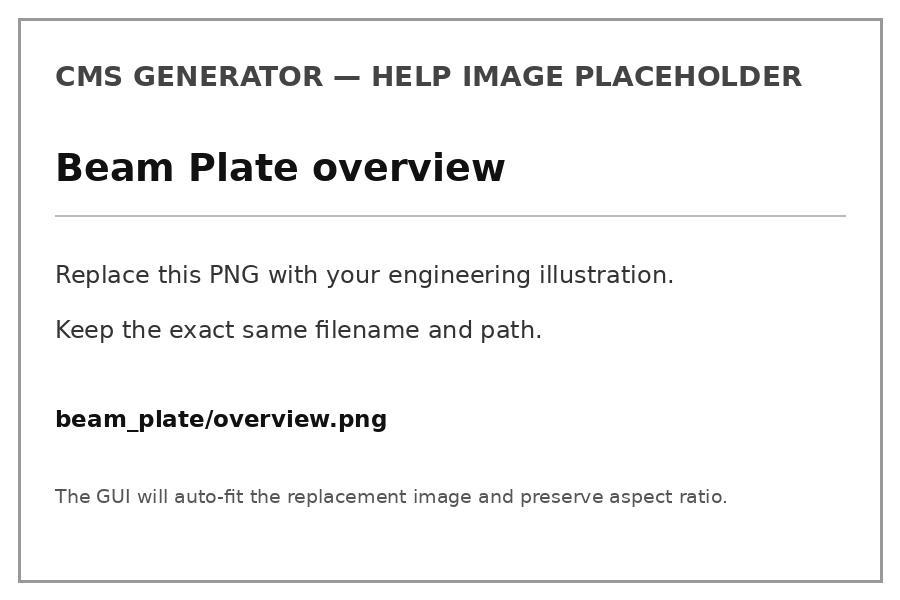 CMS GENERATOR — HELP IMAGE PLACEHOLDER
Beam Plate overview
Replace this PNG with your engineering illustration.
Keep the exact same filename and path.
beam_plate/overview.png
The GUI will auto-fit the replacement image and preserve aspect ratio.